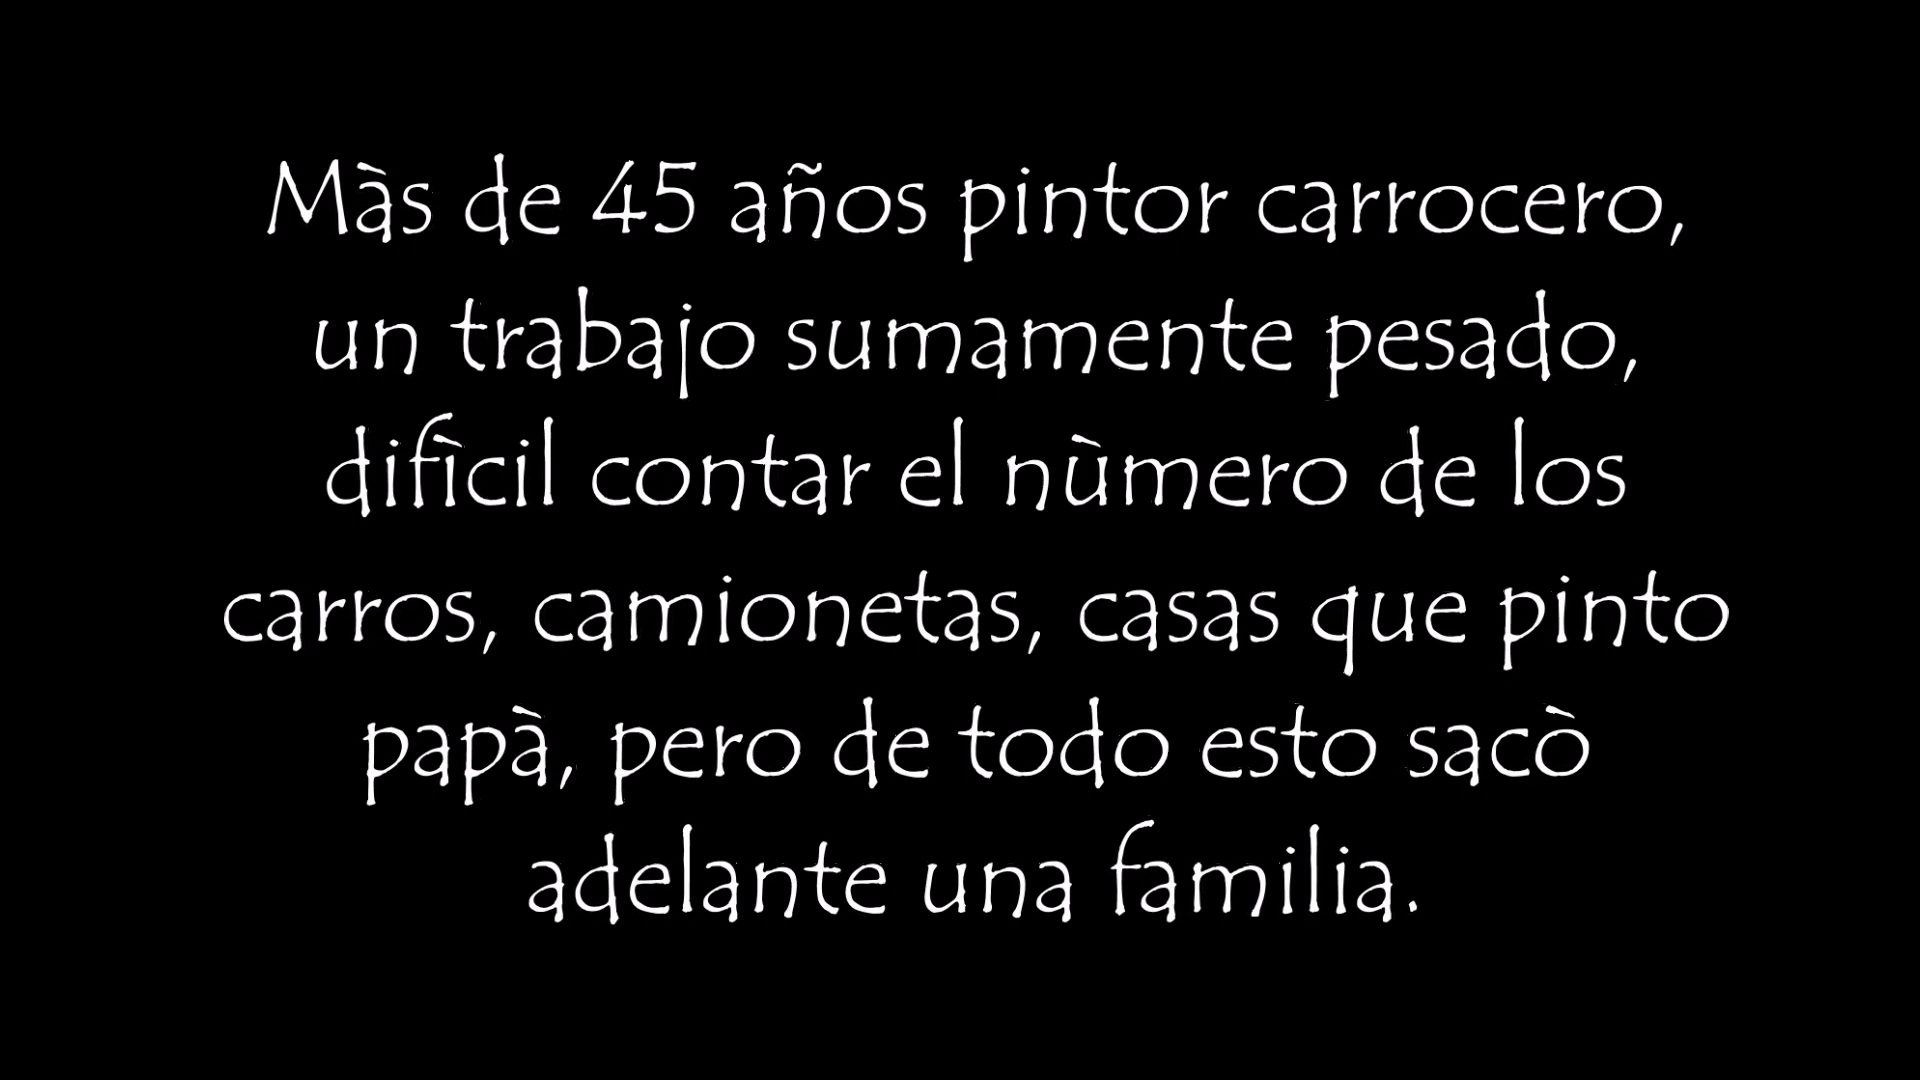 Màs de 45 años pintor carrocero,
un trabajo sumamente pesado,
difìcil contar el nùmero de los
carros, camionetas, casas que pinto
papà, pero de todo esto sacò
adelante una familia.